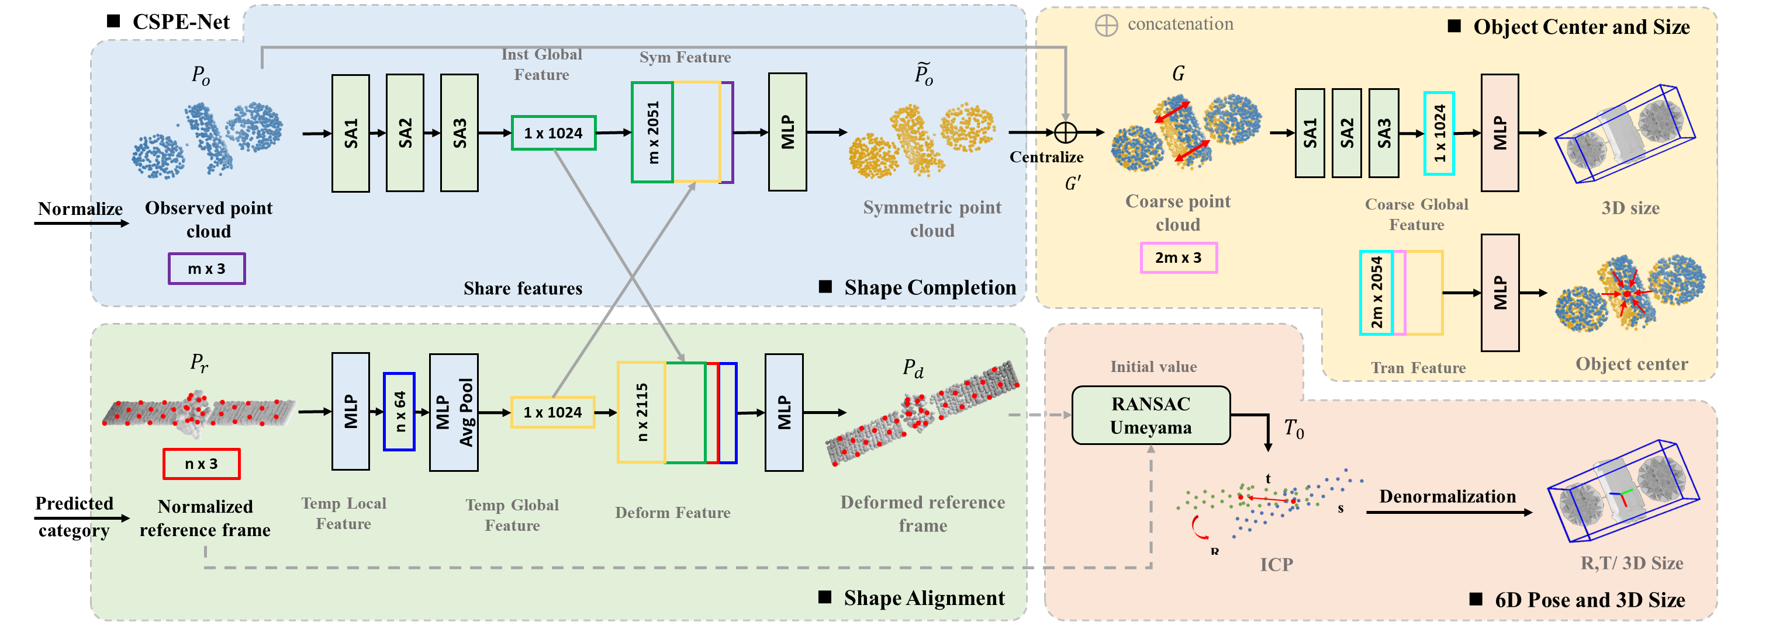 ■ CSPE-Net
Inst Global
Feature
Sym Feature
P_o
SA1
SA2
SA3
1 x 1024
m x 2051
MLP
P̃_o
Normalize
Observed point
cloud
m x 3
Symmetric point
cloud
Share features
■ Shape Completion
⊕ concatenation
■ Object Center and Size
G
SA1
SA2
SA3
1 x 1024
MLP
Centralize
G′
Coarse point
cloud
2m x 3
Coarse Global
Feature
3D size
2m x 2054
MLP
Tran Feature
Object center
P_r
MLP
n x 64
MLP
Avg Pool
1 x 1024
n x 2115
MLP
P_d
n x 3
Predicted
category
Normalized
reference frame
Temp Local
Feature
Temp Global
Feature
Deform Feature
Deformed reference
frame
■ Shape Alignment
Initial value
RANSAC
Umeyama
T_0
t
s
R
ICP
Denormalization
R,T/ 3D Size
■ 6D Pose and 3D Size